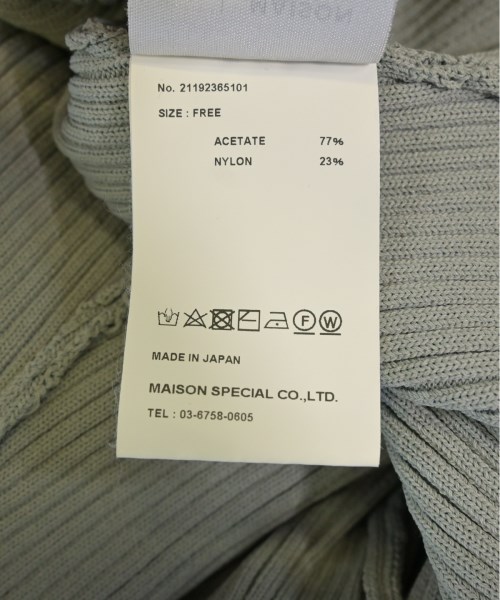 MAISON
No. 21192365101
SIZE : FREE
ACETATE 77%
NYLON 23%
F W
MADE IN JAPAN
MAISON SPECIAL CO.,LTD.
TEL : 03-6758-0605